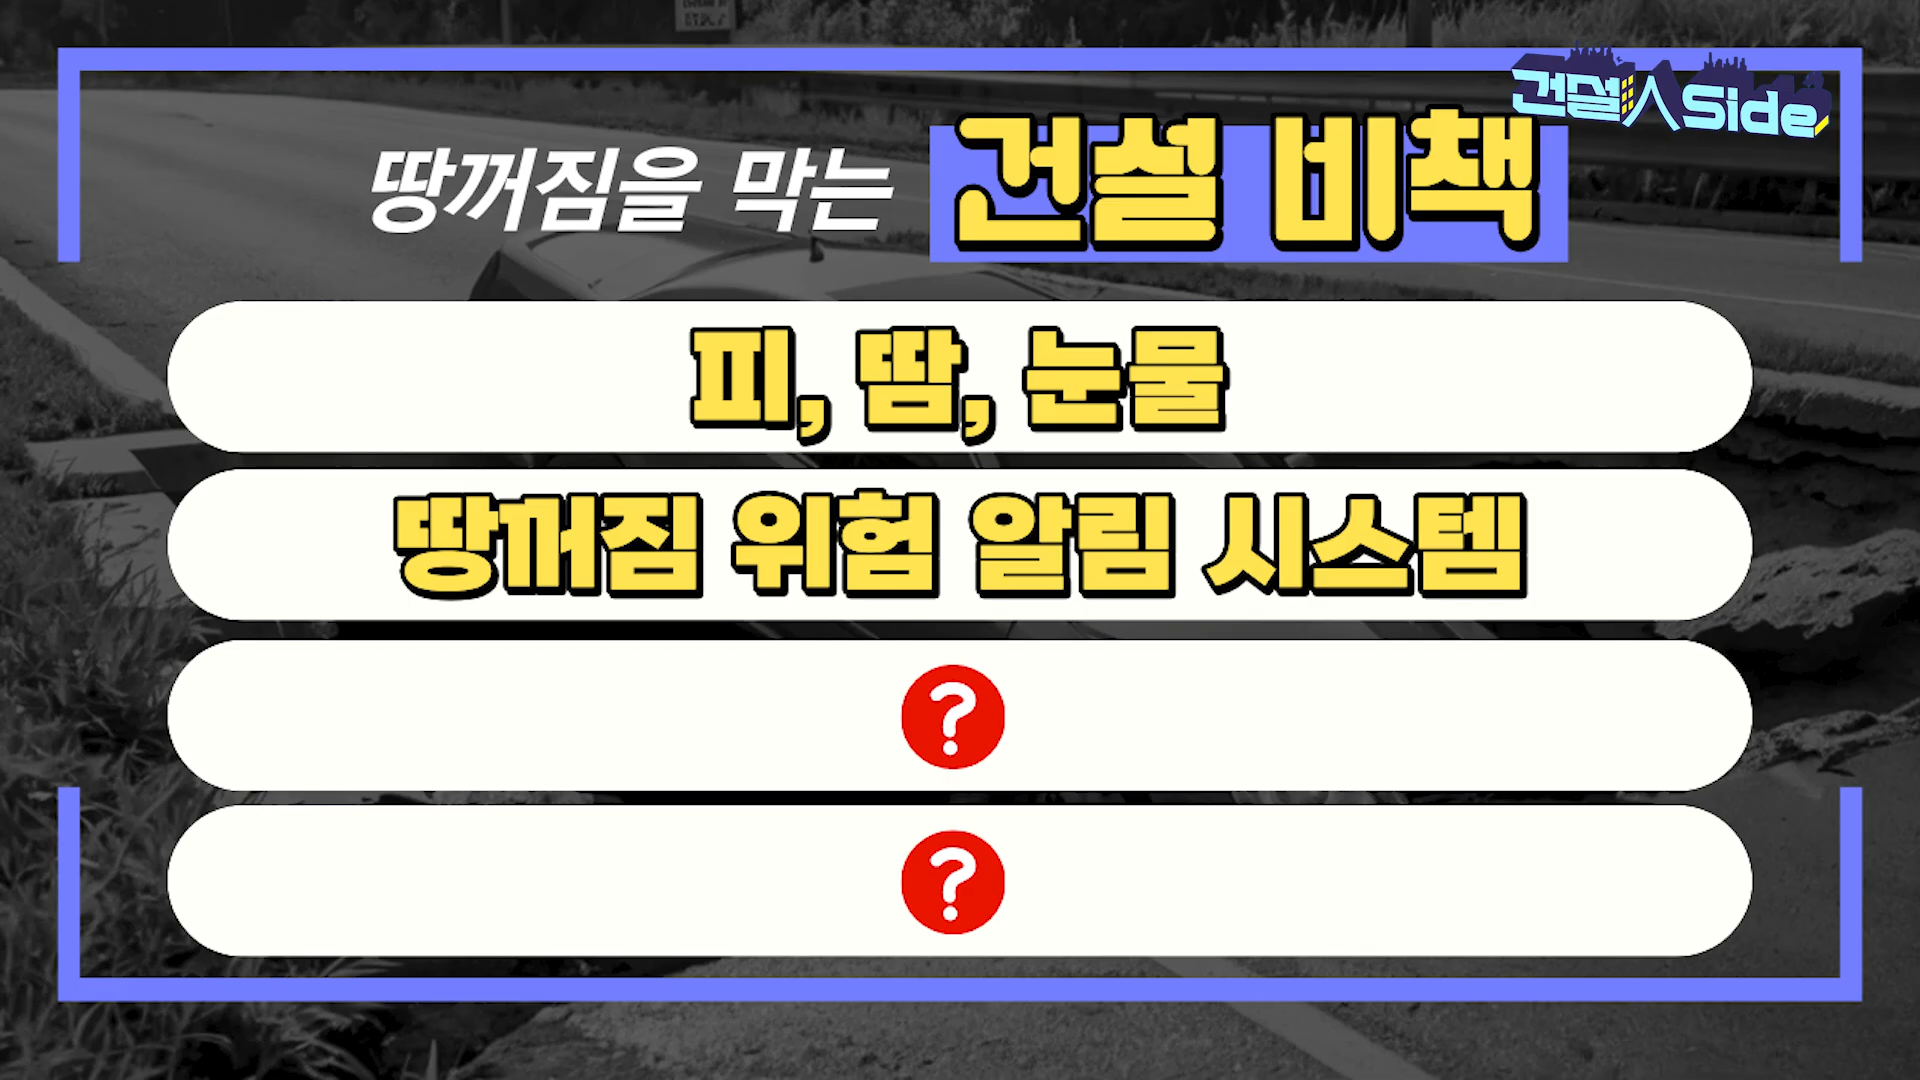 건설人Side
땅꺼짐을 막는 건설 비책
피, 땀, 눈물
땅꺼짐 위험 알림 시스템
?
?